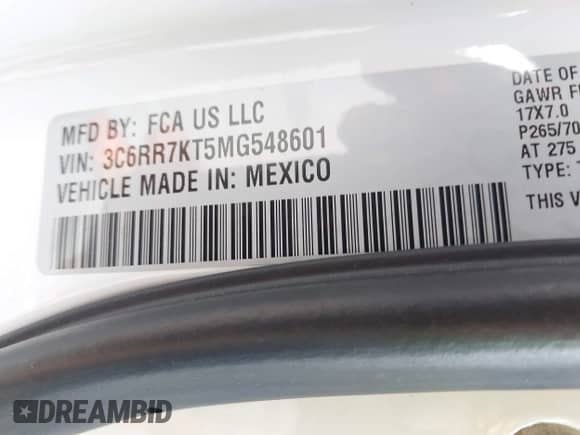 MFD BY: FCA US LLC
VIN: 3C6RR7KT5MG548601
VEHICLE MADE IN: MEXICO
DATE OF
GAWR
17X7.0
P265/70
AT 275
TYPE:
THIS V
DREAMBID